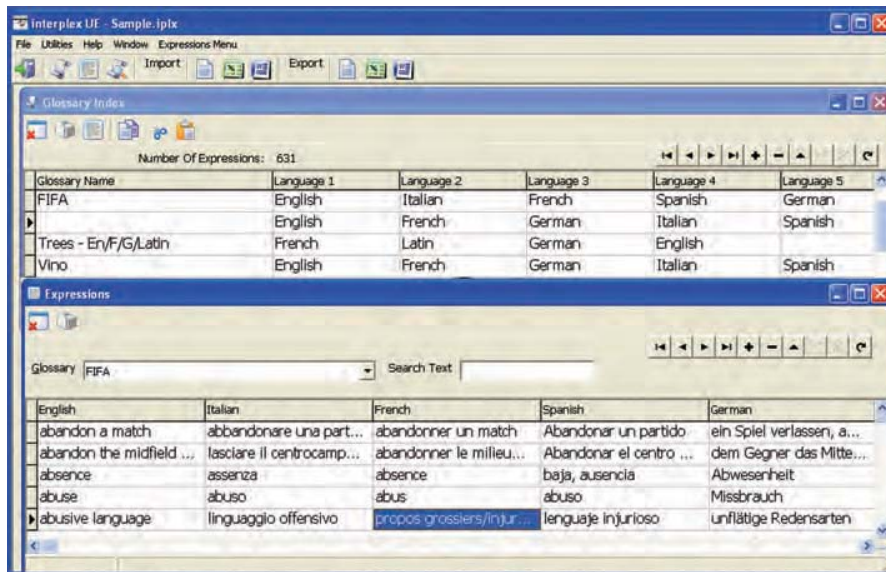 Interplex UE - Sample.iplx
File Utilities Help Window Expressions Menu
Import Export
Glossary Index
Number Of Expressions: 631
Glossary Name Language 1 Language 2 Language 3 Language 4 Language 5
FIFA English Italian French Spanish German
English French German Italian Spanish
Trees - En/F/G/Latin French Latin German English
Vino English French German Italian Spanish
Expressions
Glossary FIFA Search Text
English Italian French Spanish German
abandon a match abbandonare una part... abandonner un match Abandonar un partido ein Spiel verlassen, a...
abandon the midfield ... lasciare il centrocamp... abandonner le milieu... Abandonar el centro ... dem Gegner das Mitte...
absence assenza absence baja, ausencia Abwesenheit
abuse abuso abus abuso Missbrauch
abusive language linguaggio offensivo propos grossiers/injur... lenguaje injurioso unflätige Redensarten